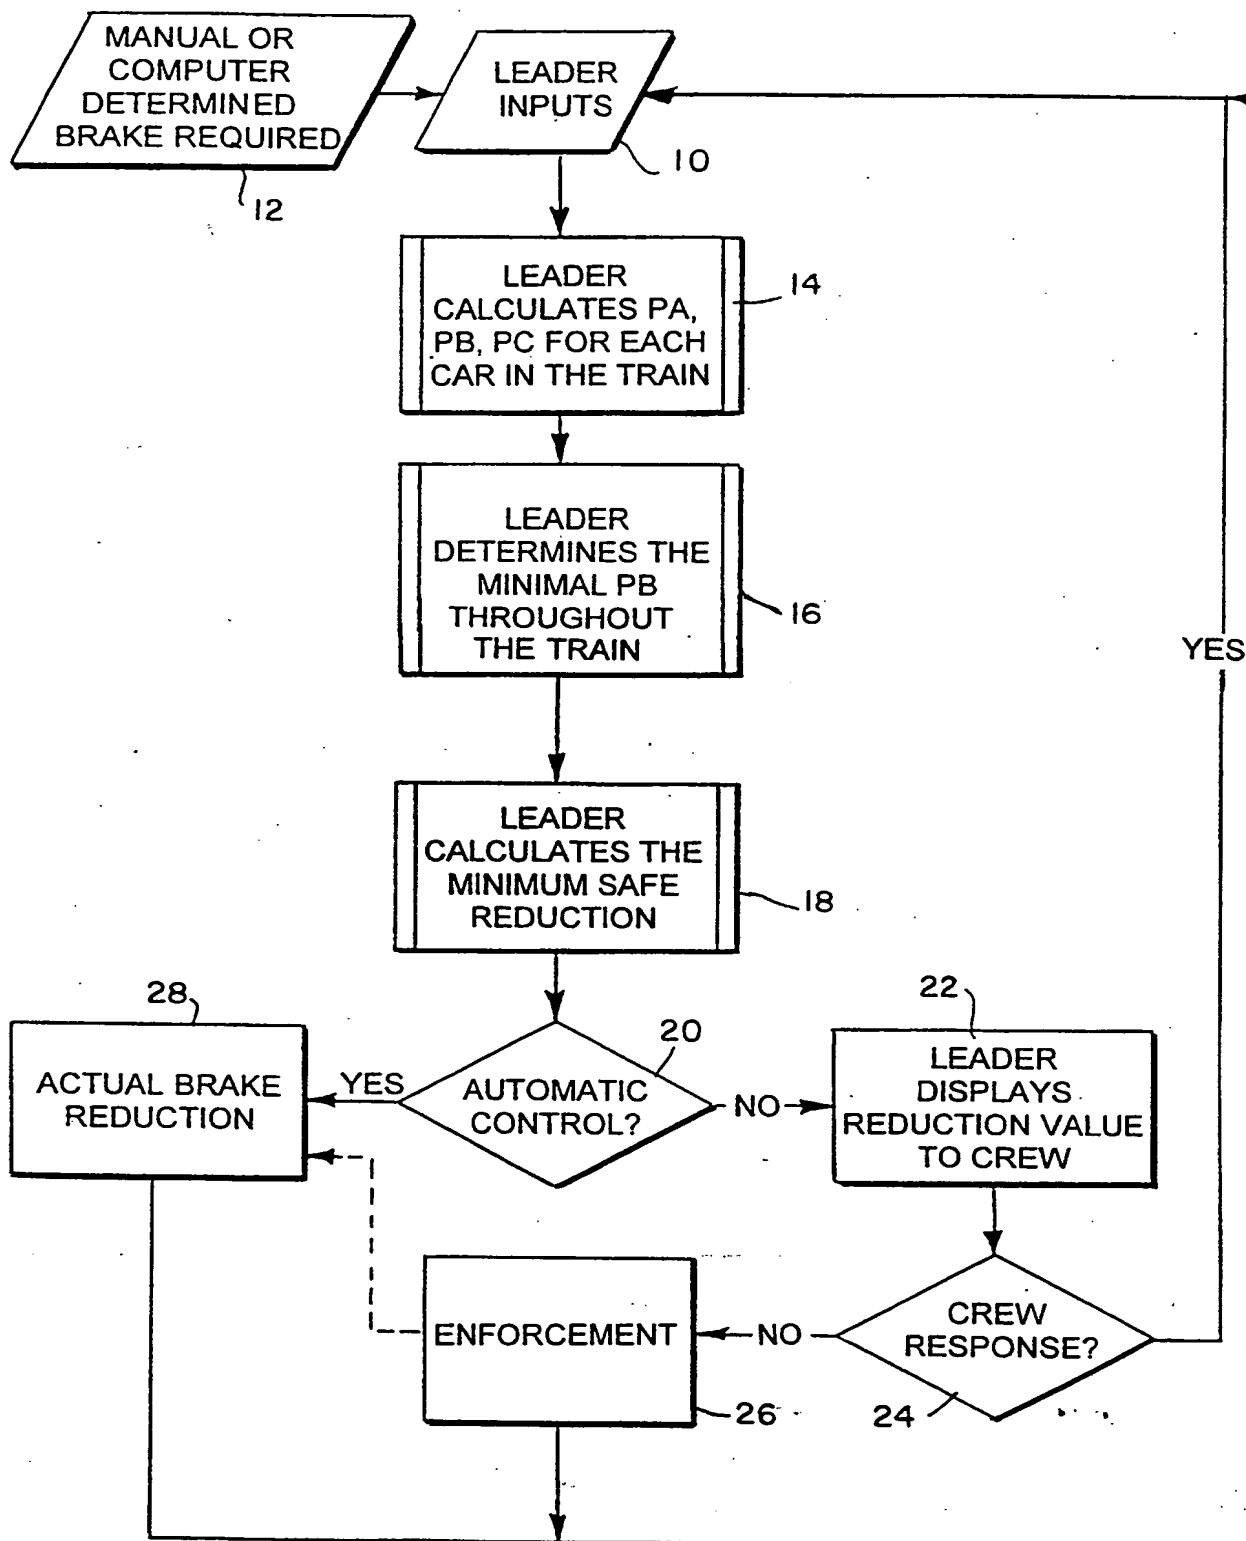 MANUAL OR
COMPUTER
DETERMINED
BRAKE REQUIRED
12
LEADER
INPUTS
10
LEADER
CALCULATES PA,
PB, PC FOR EACH
CAR IN THE TRAIN
14
LEADER
DETERMINES THE
MINIMAL PB
THROUGHOUT
THE TRAIN
16
YES
LEADER
CALCULATES THE
MINIMUM SAFE
REDUCTION
18
28
ACTUAL BRAKE
REDUCTION
YES
20
AUTOMATIC
CONTROL?
NO
22
LEADER
DISPLAYS
REDUCTION VALUE
TO CREW
ENFORCEMENT
26
NO
CREW
RESPONSE?
24